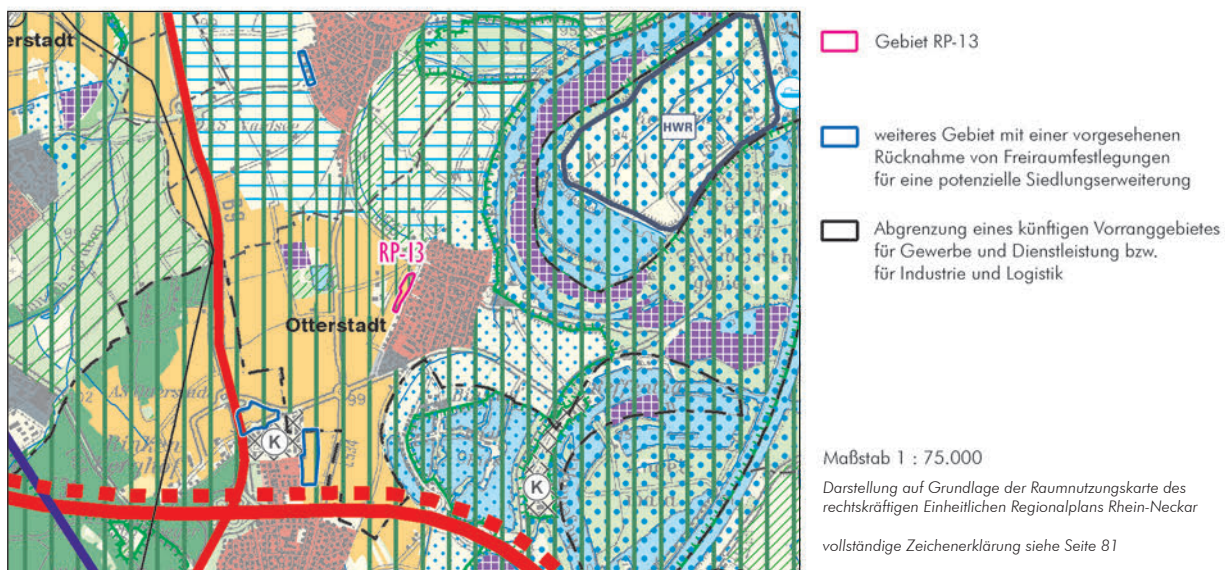 erstadt
HWR
RP-13
Otterstadt
99
K
K
Gebiet RP-13
weiteres Gebiet mit einer vorgesehenen
Rücknahme von Freiraumfestlegungen
für eine potenzielle Siedlungserweiterung
Abgrenzung eines künftigen Vorranggebietes
für Gewerbe und Dienstleistung bzw.
für Industrie und Logistik
Maßstab 1 : 75.000
Darstellung auf Grundlage der Raumnutzungskarte des
rechtskräftigen Einheitlichen Regionalplans Rhein-Neckar
vollständige Zeichenerklärung siehe Seite 81